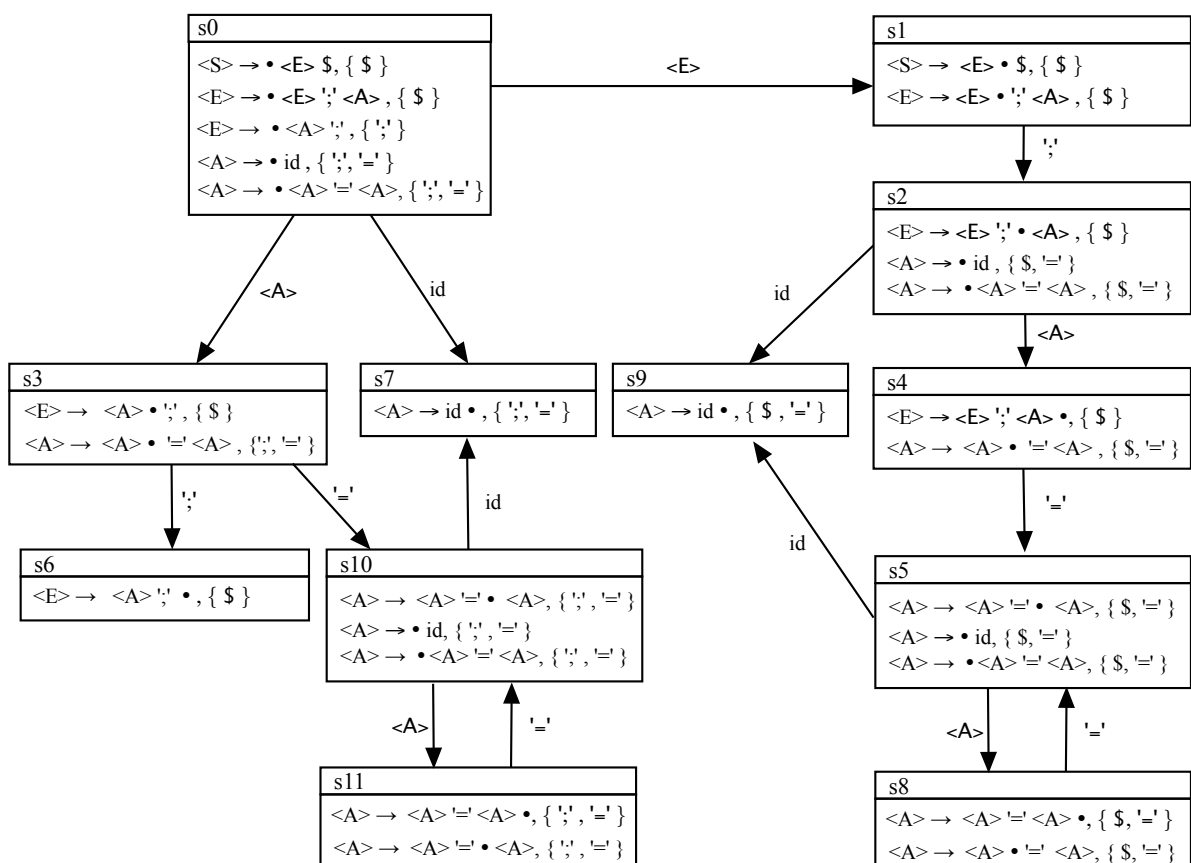 s0
<S> → • <E> $, { $ }
<E> → • <E> ';' <A> , { $ }
<E> → • <A> ';' , { ';' }
<A> → • id , { ';', '=' }
<A> → • <A> '=' <A>, { ';', '=' }
<E>
s1
<S> → <E> • $, { $ }
<E> → <E> • ';' <A> , { $ }
';'
s2
<E> → <E> ';' • <A> , { $ }
<A> → • id , { $, '=' }
<A> → • <A> '=' <A> , { $, '=' }
<A>
id
id
<A>
s3
<E> → <A> • ';' , { $ }
<A> → <A> • '=' <A> , {';', '=' }
s7
<A> → id • , { ';', '=' }
s9
<A> → id • , { $ , '=' }
s4
<E> → <E> ';' <A> •, { $ }
<A> → <A> • '=' <A> , { $, '=' }
';'
'='
id
id
'='
s6
<E> → <A> ';' • , { $ }
s10
<A> → <A> '=' • <A>, { ';' , '=' }
<A> → • id, { ';' , '=' }
<A> → • <A> '=' <A>, { ';' , '=' }
s5
<A> → <A> '=' • <A>, { $, '=' }
<A> → • id, { $, '=' }
<A> → • <A> '=' <A>, { $, '=' }
<A>
'='
<A>
'='
s11
<A> → <A> '=' <A> •, { ';' , '=' }
<A> → <A> '=' • <A>, { ';' , '=' }
s8
<A> → <A> '=' <A> •, { $, '=' }
<A> → <A> • '=' <A>, { $, '=' }